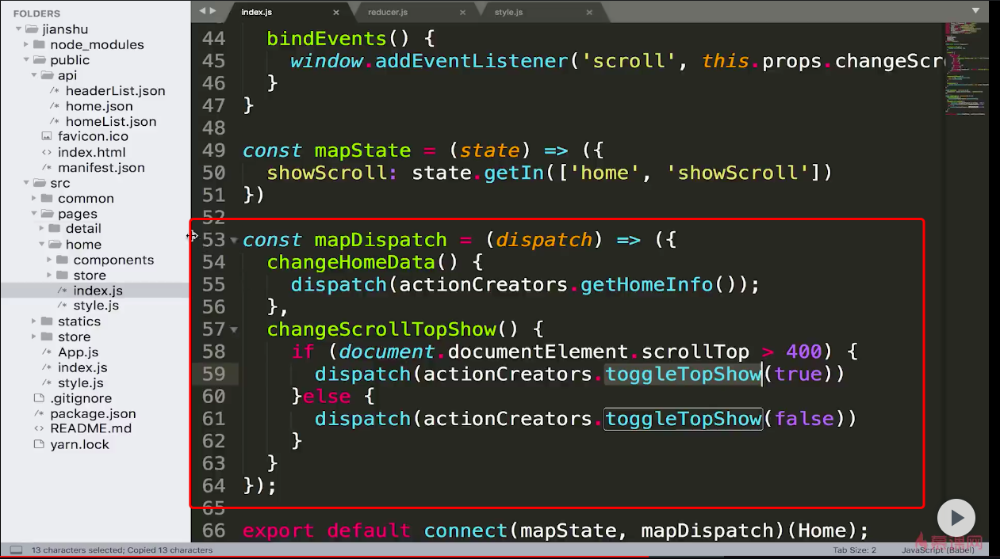 FOLDERS
jianshu
node_modules
public
api
headerList.json
home.json
homeList.json
favicon.ico
index.html
manifest.json
src
common
pages
detail
home
components
store
index.js
style.js
statics
store
App.js
index.js
style.js
.gitignore
package.json
README.md
yarn.lock
index.js
reducer.js
style.js
44 bindEvents() {
45 window.addEventListener('scroll', this.props.changeScr
46 }
47 }
48
49 const mapState = (state) => ({
50 showScroll: state.getIn(['home', 'showScroll'])
51 })
52
53 const mapDispatch = (dispatch) => ({
54 changeHomeData() {
55 dispatch(actionCreators.getHomeInfo());
56 },
57 changeScrollTopShow() {
58 if (document.documentElement.scrollTop > 400) {
59 dispatch(actionCreators.toggleTopShow(true))
60 }else {
61 dispatch(actionCreators.toggleTopShow(false))
62 }
63 }
64 });
65
66 export default connect(mapState, mapDispatch)(Home);
13 characters selected; Copied 13 characters
Tab Size: 2
JavaScript (Babel)
慕课网